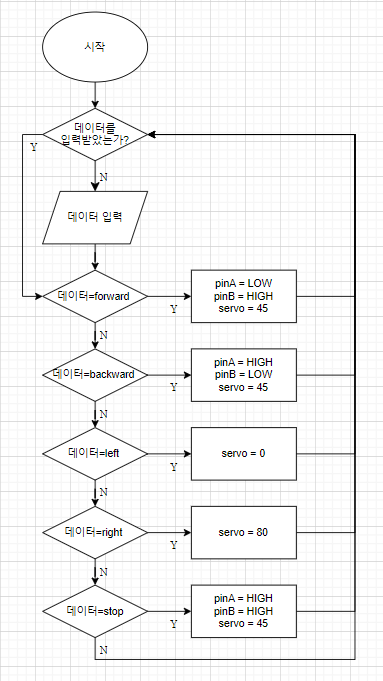 시작
데이터를
입력받았는가?
Y
N
데이터 입력
데이터=forward
Y
pinA = LOW
pinB = HIGH
servo = 45
N
데이터=backward
Y
pinA = HIGH
pinB = LOW
servo = 45
N
데이터=left
Y
servo = 0
N
데이터=right
Y
servo = 80
N
데이터=stop
Y
pinA = HIGH
pinB = HIGH
servo = 45
N